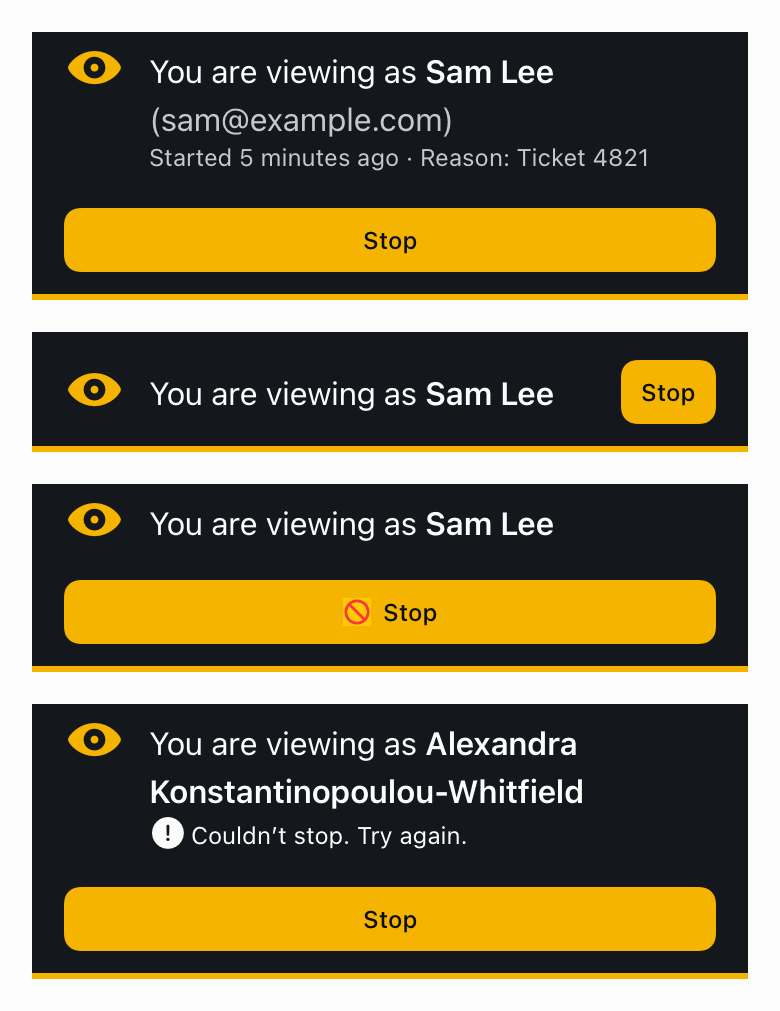 You are viewing as Sam Lee
(sam@example.com)
Started 5 minutes ago · Reason: Ticket 4821
Stop
You are viewing as Sam Lee
Stop
You are viewing as Sam Lee
🚫 Stop
You are viewing as Alexandra
Konstantinopoulou-Whitfield
Couldn’t stop. Try again.
Stop